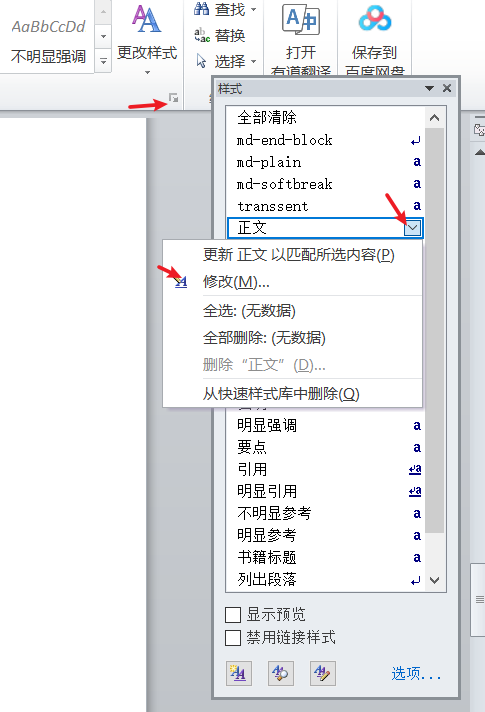 AaBbCcDd
不明显强调
更改样式
查找
替换
选择
打开
有道翻译
保存到
百度网盘
样式
全部清除
md-end-block
md-plain a
md-softbreak a
transsent a
正文
更新 正文 以匹配所选内容(P)
修改(M)...
全选: (无数据)
全部删除: (无数据)
删除“正文”(D)...
从快速样式库中删除(Q)
明显强调 a
要点 a
引用 a
明显引用 a
不明显参考 a
明显参考 a
书籍标题 a
列出段落
显示预览
禁用链接样式
选项...